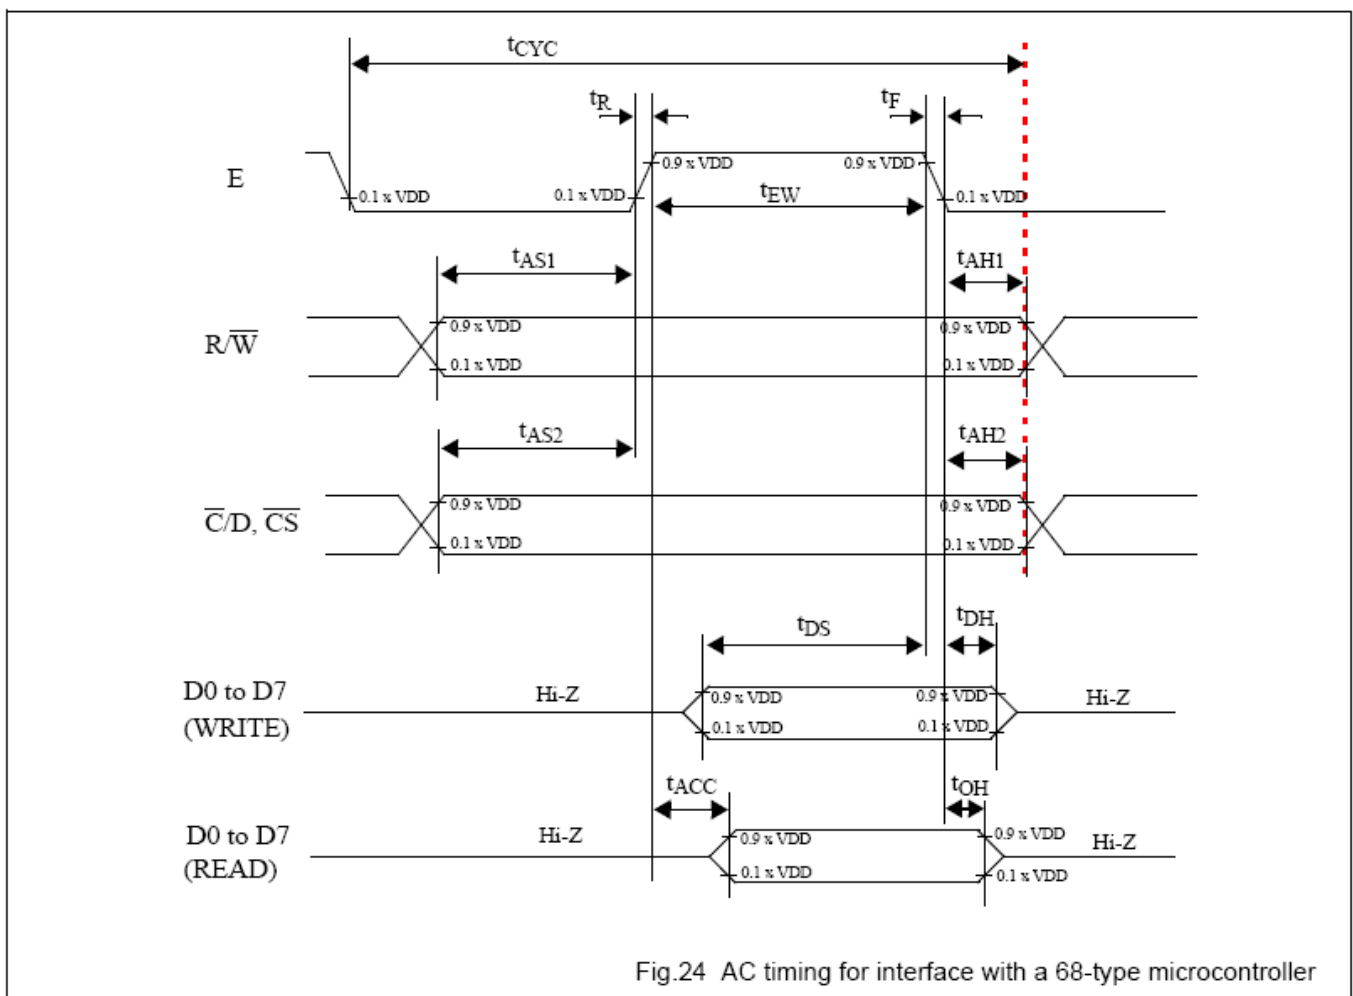 tCYC
tR
tF
E
0.9 x VDD
0.9 x VDD
0.1 x VDD
0.1 x VDD
0.1 x VDD
tEW
tAS1
tAH1
R/W̅
0.9 x VDD
0.9 x VDD
0.1 x VDD
0.1 x VDD
tAS2
tAH2
C̅/D, C̅S̅
0.9 x VDD
0.9 x VDD
0.1 x VDD
0.1 x VDD
tDS
tDH
D0 to D7
(WRITE)
Hi-Z
0.9 x VDD
0.9 x VDD
Hi-Z
0.1 x VDD
0.1 x VDD
tACC
tOH
D0 to D7
(READ)
Hi-Z
0.9 x VDD
0.9 x VDD
Hi-Z
0.1 x VDD
0.1 x VDD
Fig.24 AC timing for interface with a 68-type microcontroller